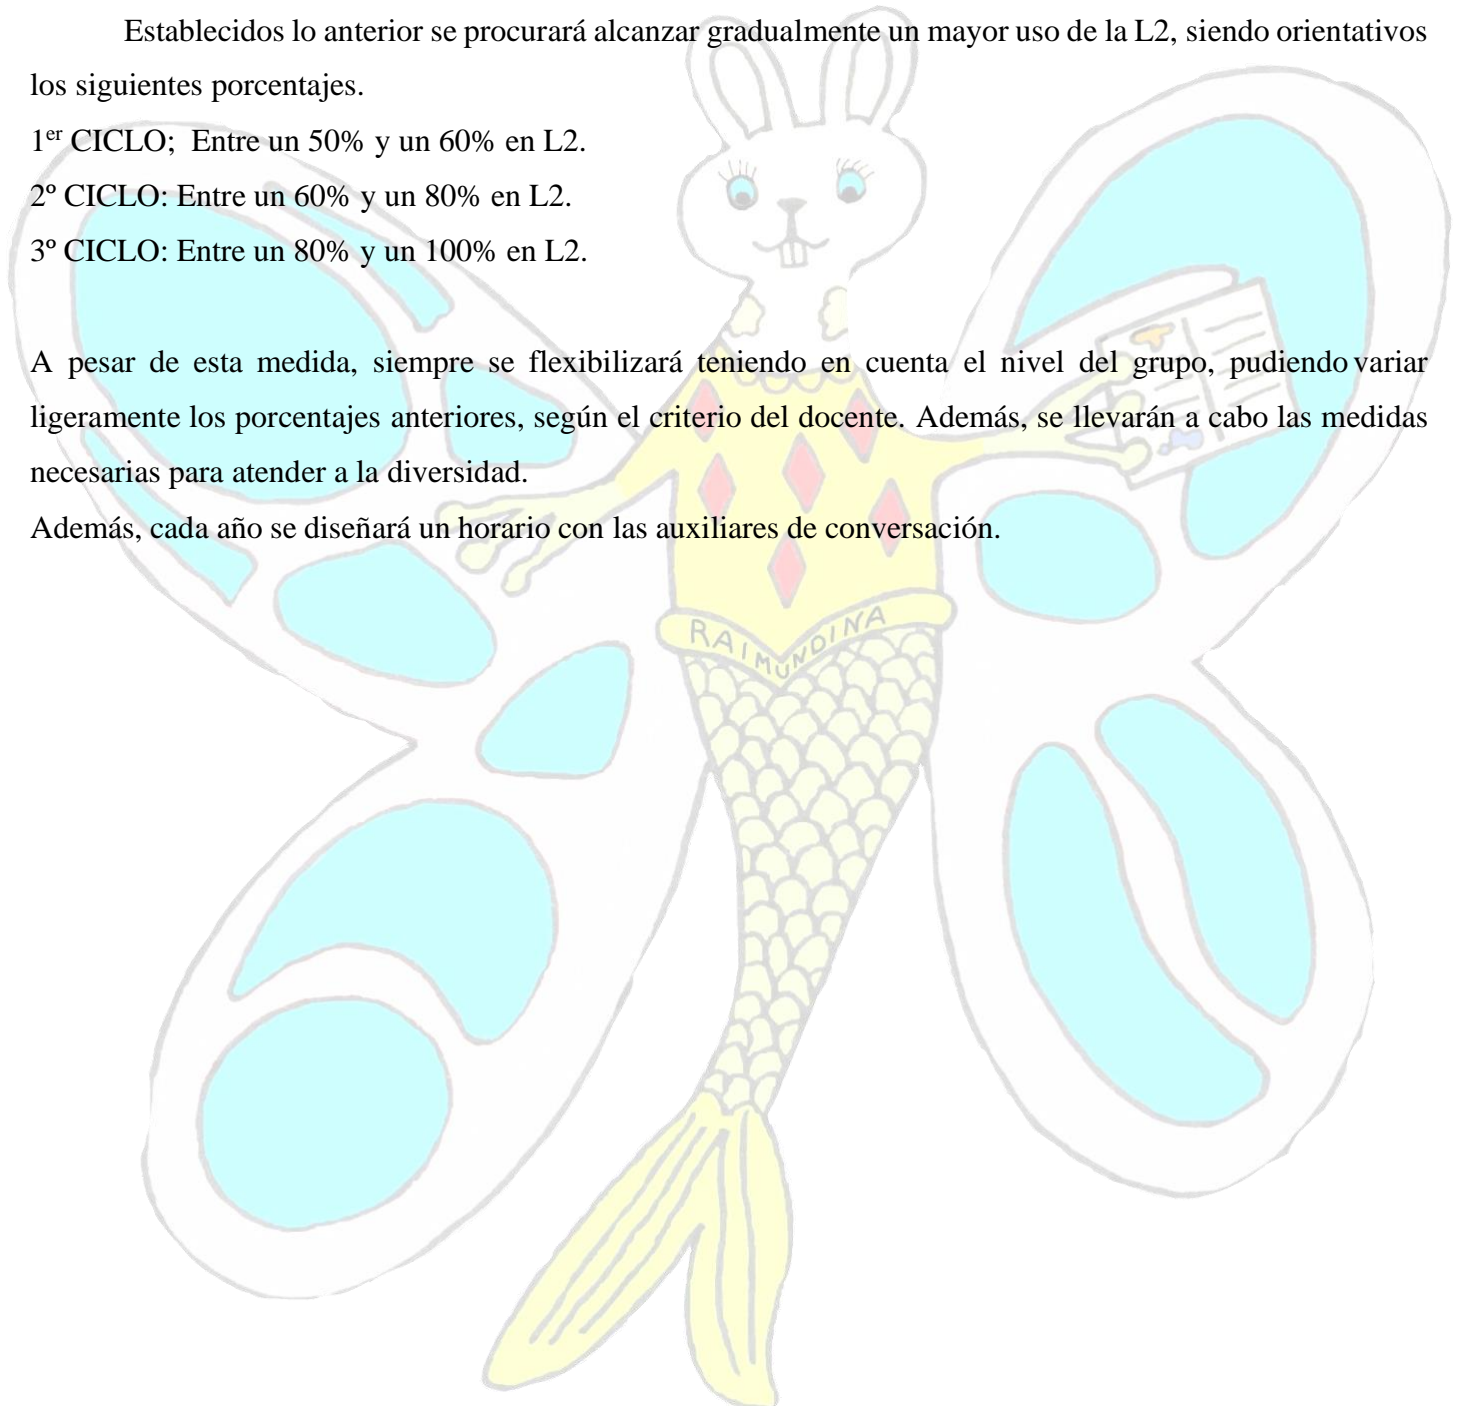 Establecidos lo anterior se procurará alcanzar gradualmente un mayor uso de la L2, siendo orientativos
los siguientes porcentajes.
1er CICLO; Entre un 50% y un 60% en L2.
2º CICLO: Entre un 60% y un 80% en L2.
3º CICLO: Entre un 80% y un 100% en L2.
A pesar de esta medida, siempre se flexibilizará teniendo en cuenta el nivel del grupo, pudiendo variar
ligeramente los porcentajes anteriores, según el criterio del docente. Además, se llevarán a cabo las medidas
necesarias para atender a la diversidad.
Además, cada año se diseñará un horario con las auxiliares de conversación.
RAIMUNDINA